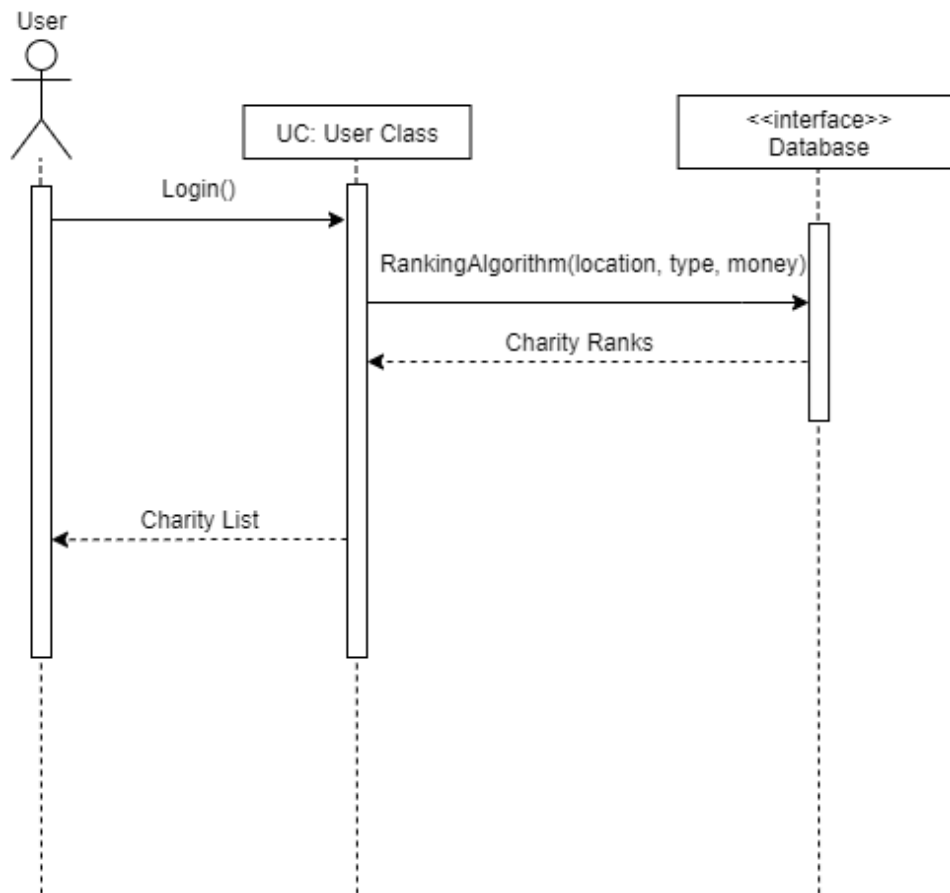 User
UC: User Class
<<interface>>
Database
Login()
RankingAlgorithm(location, type, money)
Charity Ranks
Charity List